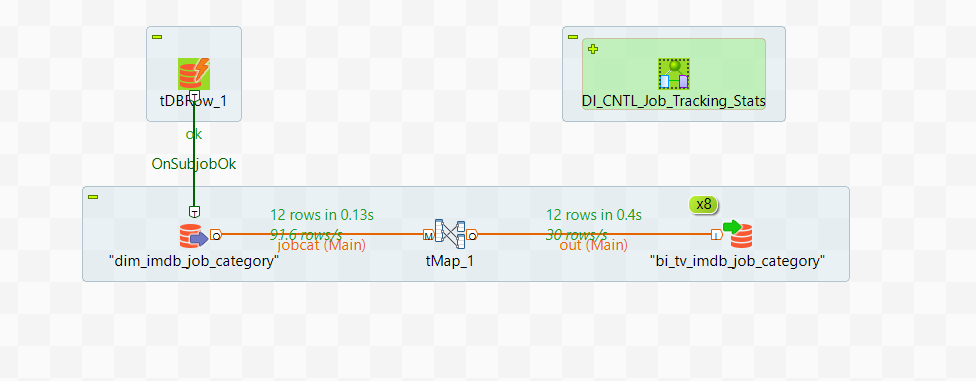 tDBRow_1
DI_CNTL_Job_Tracking_Stats
ok
OnSubjobOk
x8
12 rows in 0.13s
91.6 rows/s
jobcat (Main)
12 rows in 0.4s
30 rows/s
out (Main)
O
M
O
I
"dim_imdb_job_category"
tMap_1
"bi_tv_imdb_job_category"